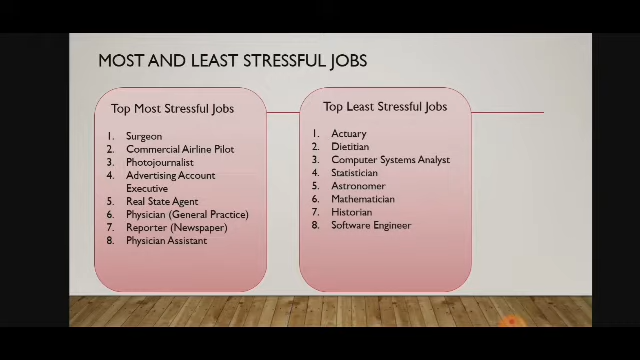 MOST AND LEAST STRESSFUL JOBS
Top Most Stressful Jobs
1. Surgeon
2. Commercial Airline Pilot
3. Photojournalist
4. Advertising Account
Executive
5. Real State Agent
6. Physician (General Practice)
7. Reporter (Newspaper)
8. Physician Assistant
Top Least Stressful Jobs
1. Actuary
2. Dietitian
3. Computer Systems Analyst
4. Statistician
5. Astronomer
6. Mathematician
7. Historian
8. Software Engineer